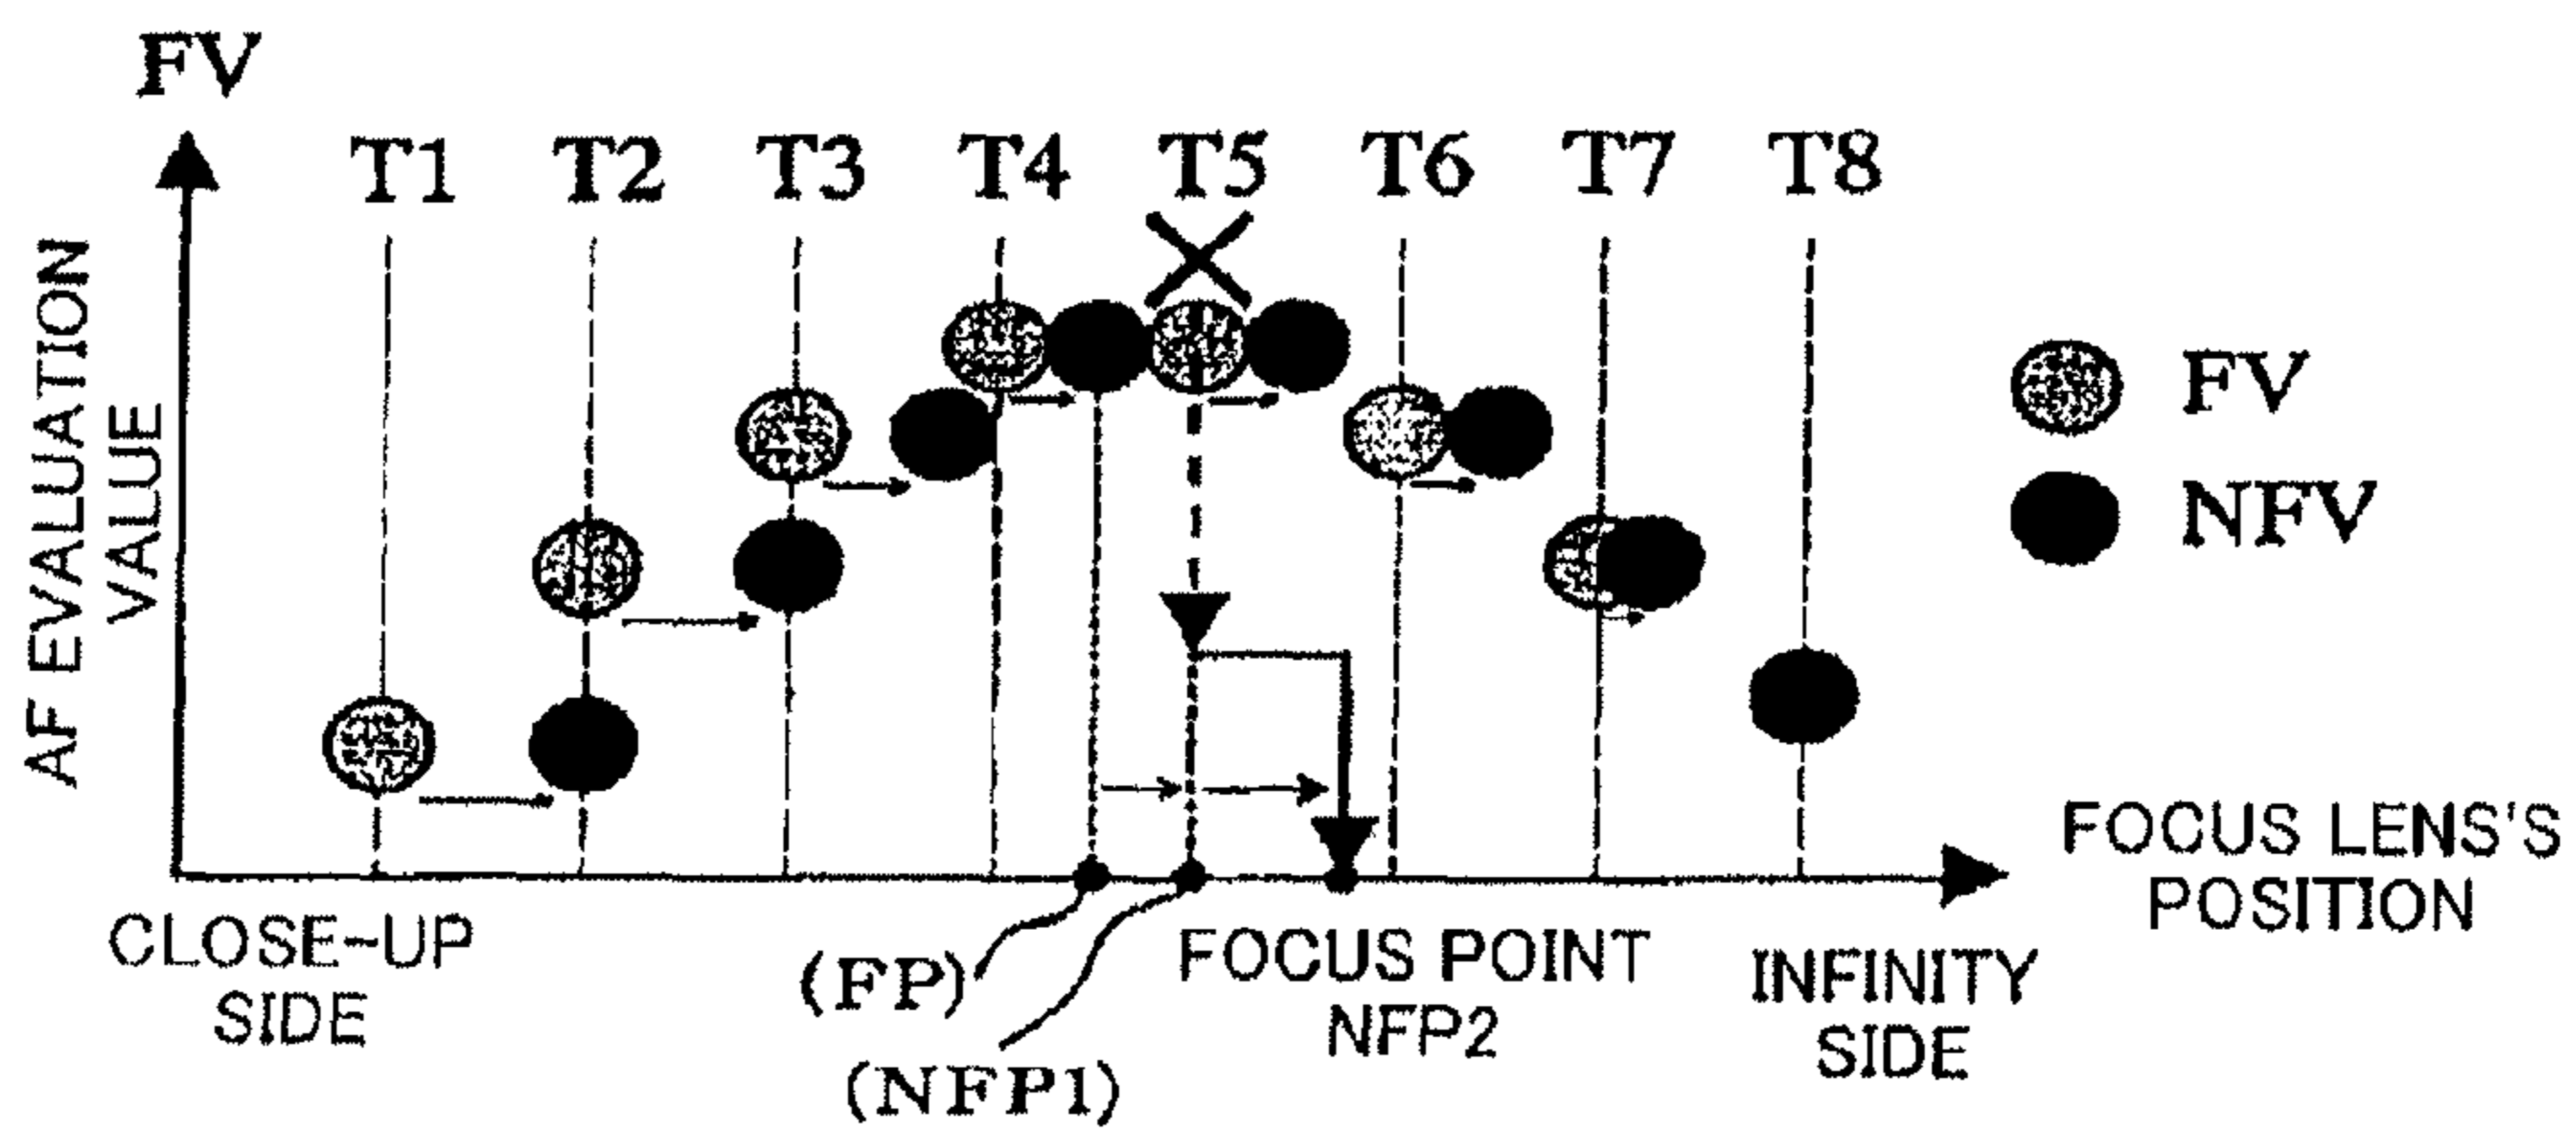 FV
T1 T2 T3 T4 T5 T6 T7 T8
AF EVALUATION
VALUE
FV
NFV
FOCUS LENS'S
POSITION
CLOSE-UP
SIDE
(FP)
(NFP1)
FOCUS POINT
NFP2
INFINITY
SIDE